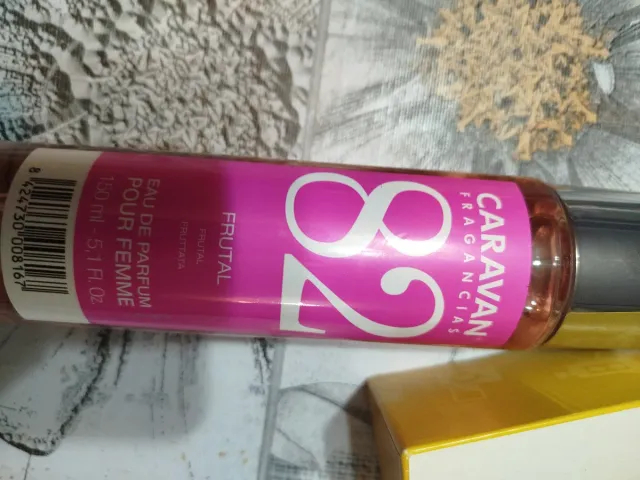 CARAVAN
FRAGANCIAS
82
FRUTAL
FRUTAL
FRUTTATA
EAU DE PARFUM
POUR FEMME
150 ml - 5.1 Fl. Oz.
8 424730 008167